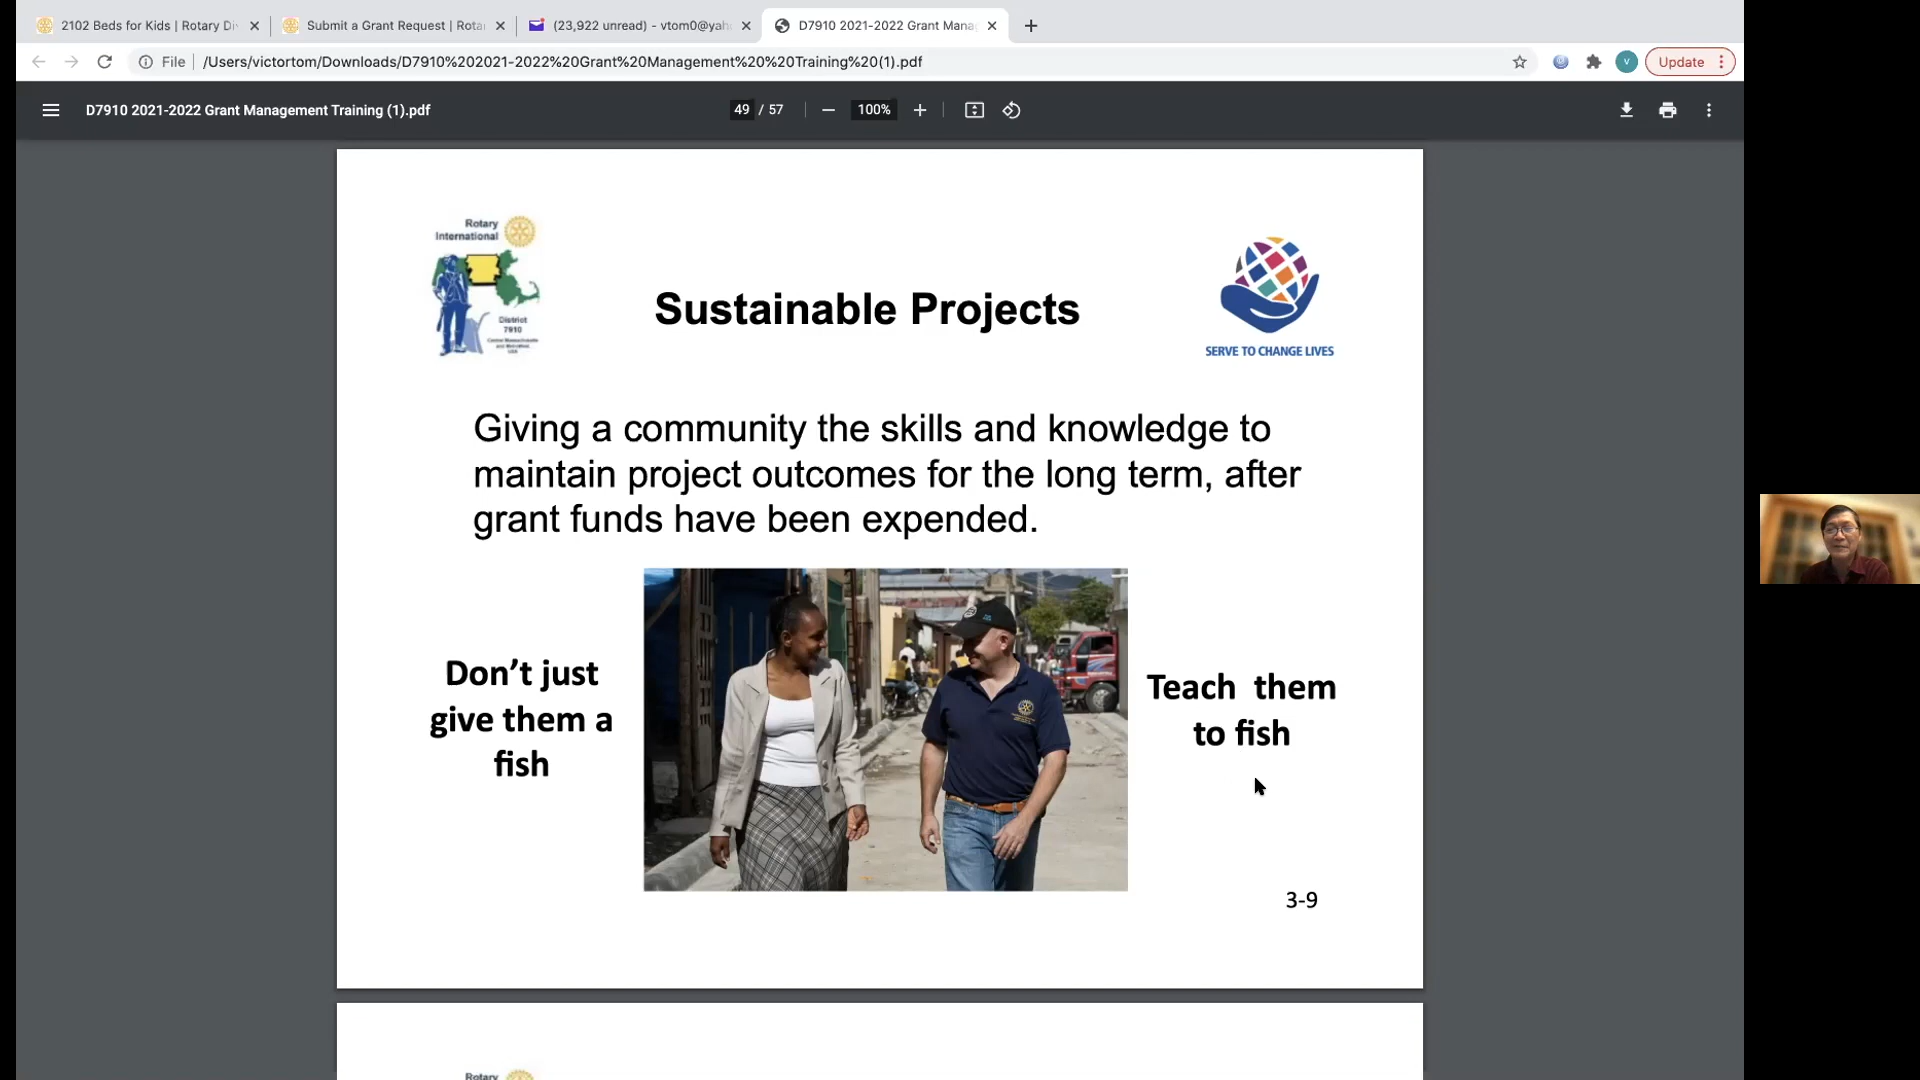 2102 Beds for Kids | Rotary Di
Submit a Grant Request | Rota
(23,922 unread) - vtom0@yah
D7910 2021-2022 Grant Mana
File
/Users/victortom/Downloads/D7910%202021-2022%20Grant%20Management%20%20Training%20(1).pdf
V
Update
D7910 2021-2022 Grant Management Training (1).pdf
49 / 57
100%
Rotary
International
District
7910
Central Massachusetts
USA
Sustainable Projects
SERVE TO CHANGE LIVES
Giving a community the skills and knowledge to
maintain project outcomes for the long term, after
grant funds have been expended.
Don’t just
give them a
fish
Teach them
to fish
3-9
Rotary